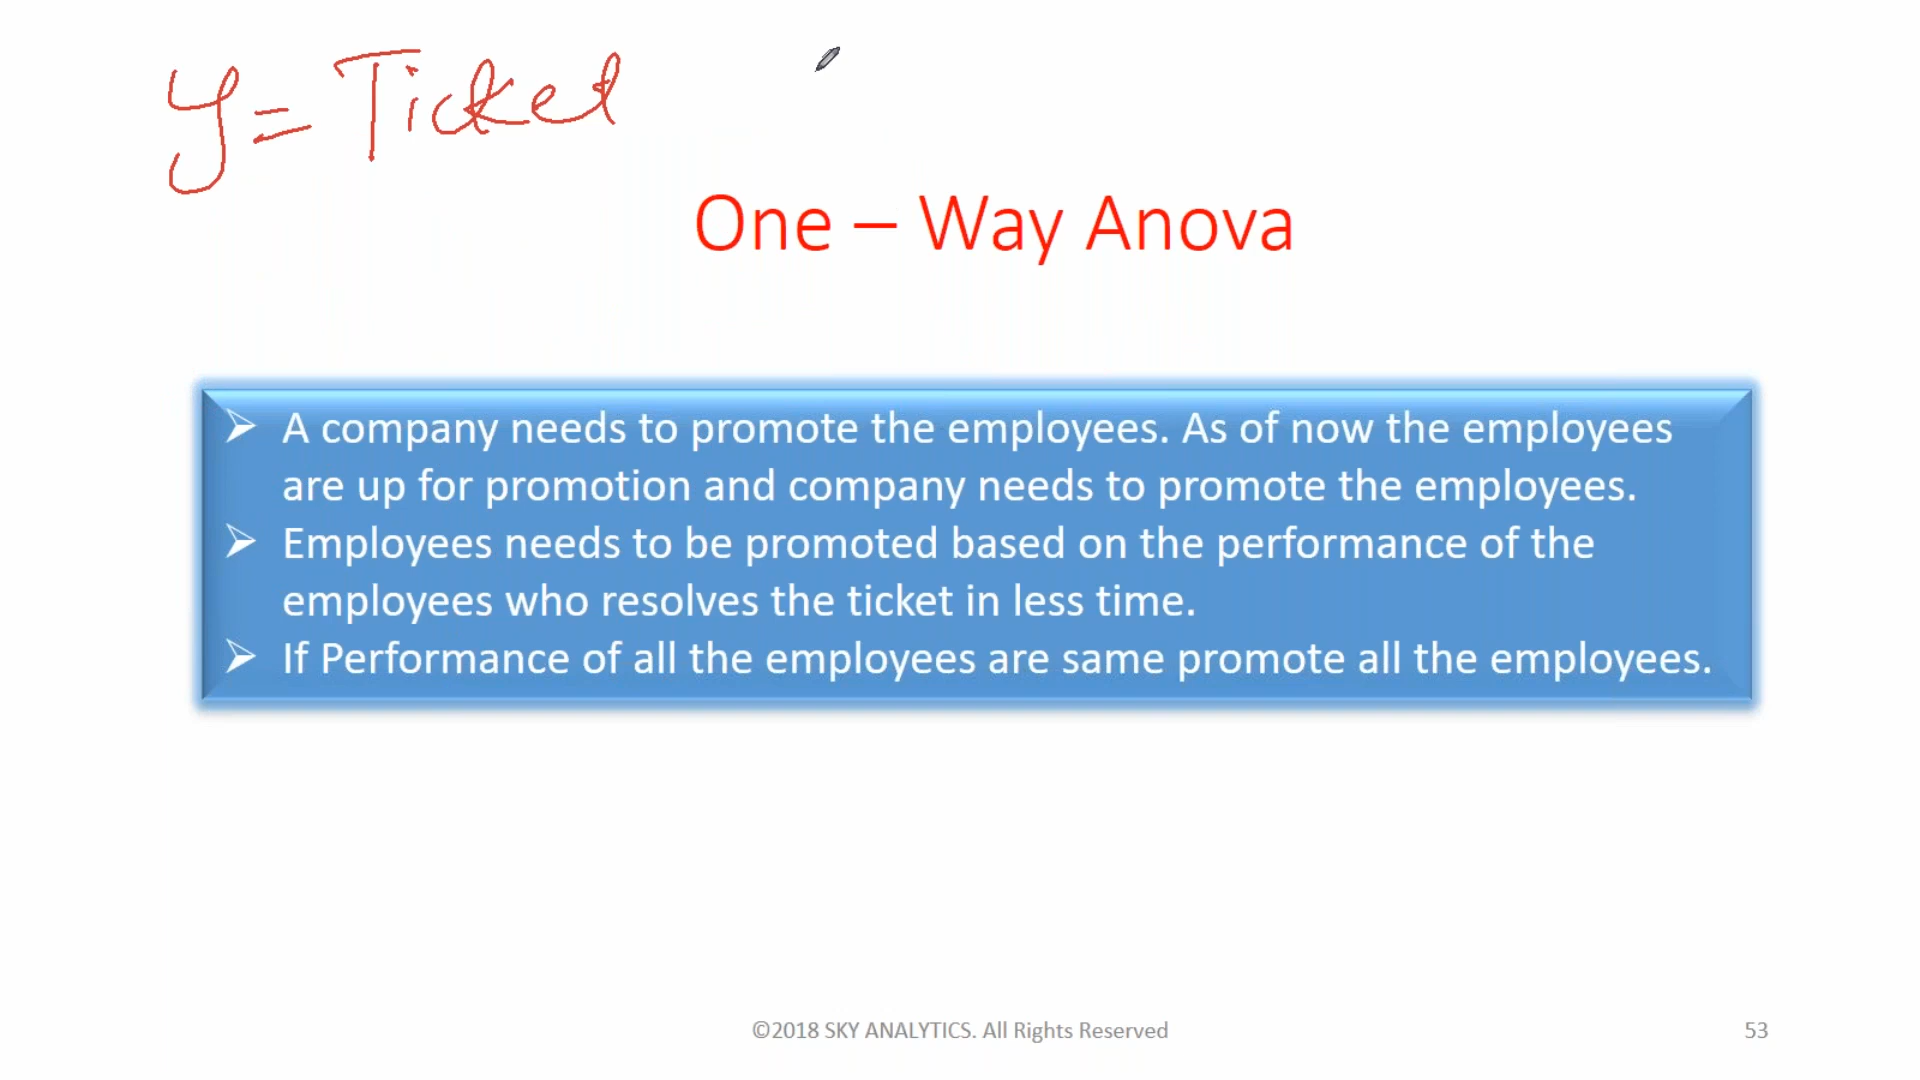 y = Ticket
One – Way Anova
➢ A company needs to promote the employees. As of now the employees
are up for promotion and company needs to promote the employees.
➢ Employees needs to be promoted based on the performance of the
employees who resolves the ticket in less time.
➢ If Performance of all the employees are same promote all the employees.
©2018 SKY ANALYTICS. All Rights Reserved
53